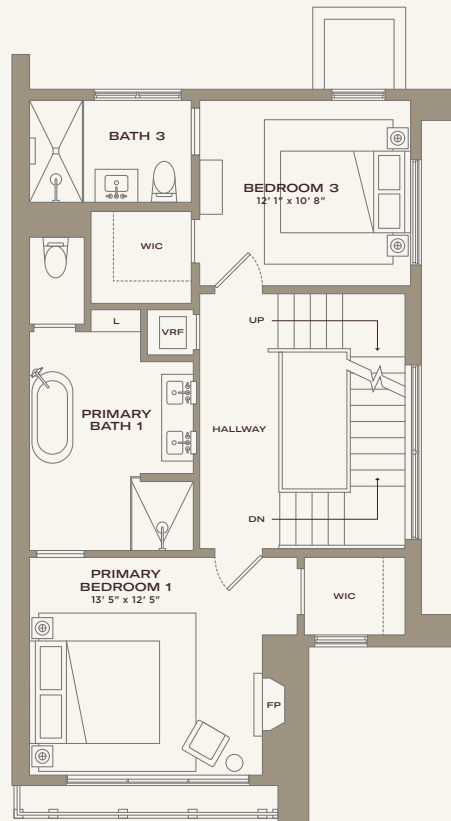 BATH 3
BEDROOM 3
12' 1" x 10' 8"
WIC
L
VRF
UP
PRIMARY
BATH 1
HALLWAY
DN
PRIMARY
BEDROOM 1
13' 5" x 12' 5"
WIC
FP